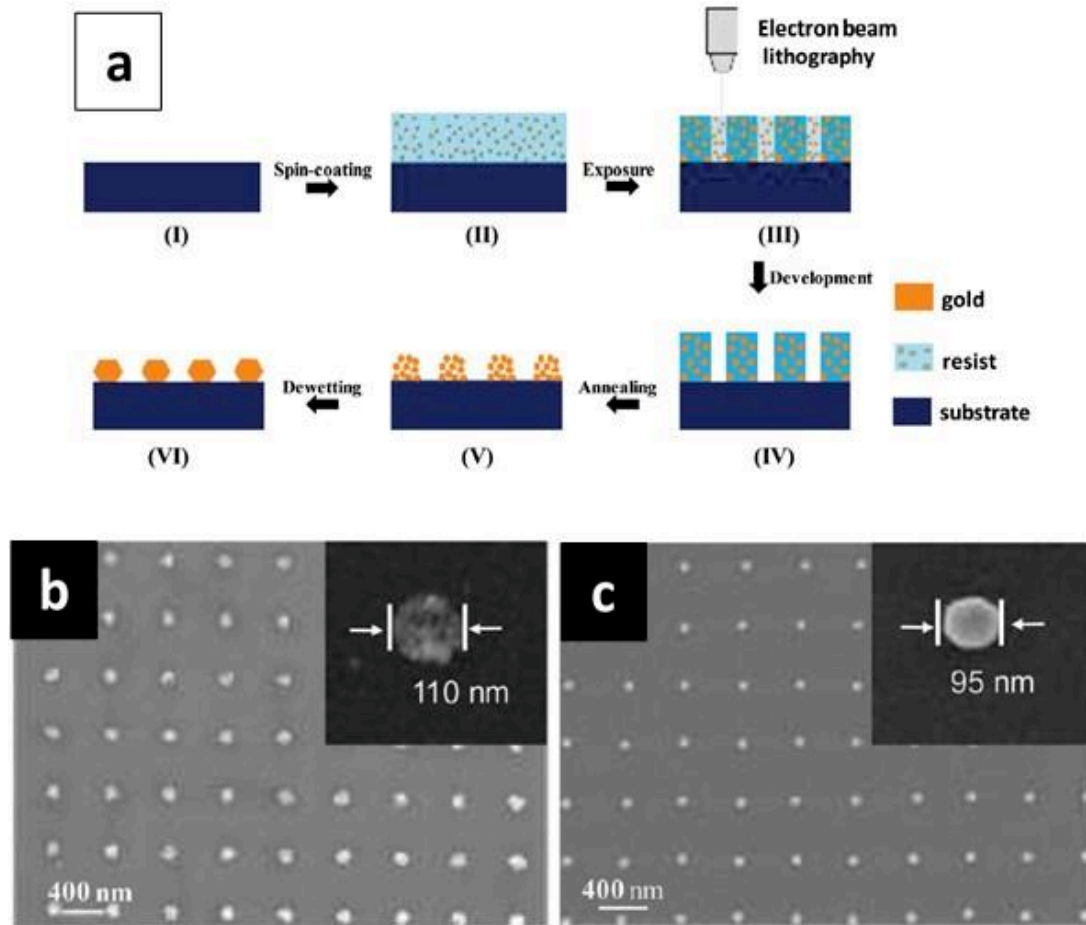 a
Electron beam
lithography
Spin-coating
Exposure
(I)
(II)
(III)
Development
gold
resist
substrate
Dewetting
Annealing
(VI)
(V)
(IV)
b
110 nm
400 nm
c
95 nm
400 nm